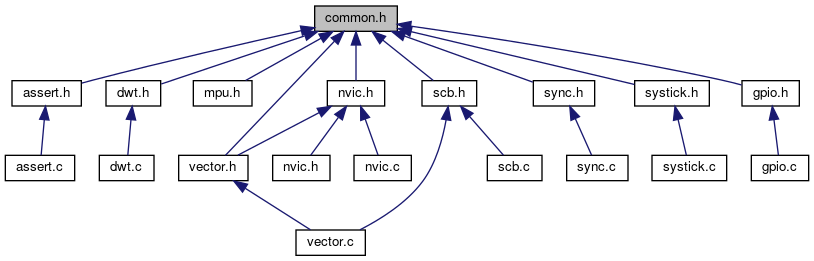 common.h
assert.h
dwt.h
mpu.h
nvic.h
scb.h
sync.h
systick.h
gpio.h
assert.c
dwt.c
vector.h
nvic.h
nvic.c
scb.c
sync.c
systick.c
gpio.c
vector.c